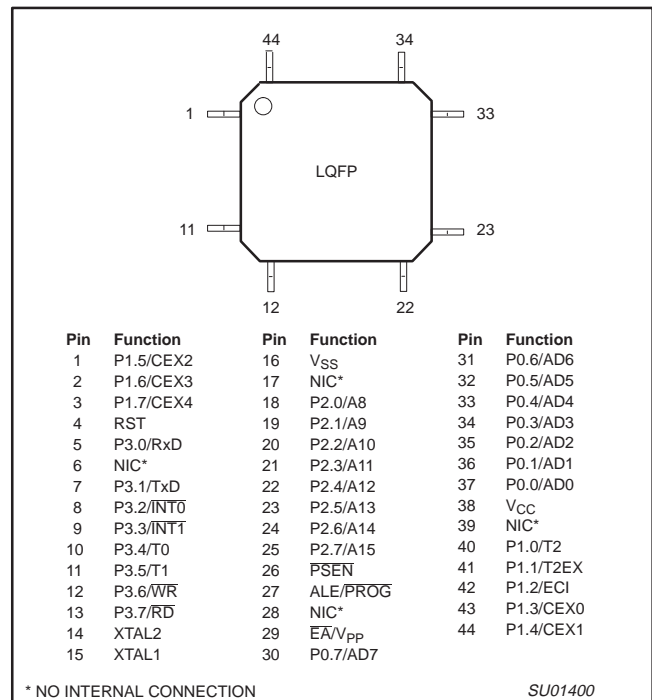 44 34
1 33
LQFP
11 23
12 22
Pin Function Pin Function Pin Function
1 P1.5/CEX2 16 VSS 31 P0.6/AD6
2 P1.6/CEX3 17 NIC* 32 P0.5/AD5
3 P1.7/CEX4 18 P2.0/A8 33 P0.4/AD4
4 RST 19 P2.1/A9 34 P0.3/AD3
5 P3.0/RxD 20 P2.2/A10 35 P0.2/AD2
6 NIC* 21 P2.3/A11 36 P0.1/AD1
7 P3.1/TxD 22 P2.4/A12 37 P0.0/AD0
8 P3.2/INT0 23 P2.5/A13 38 VCC
9 P3.3/INT1 24 P2.6/A14 39 NIC*
10 P3.4/T0 25 P2.7/A15 40 P1.0/T2
11 P3.5/T1 26 PSEN 41 P1.1/T2EX
12 P3.6/WR 27 ALE/PROG 42 P1.2/ECI
13 P3.7/RD 28 NIC* 43 P1.3/CEX0
14 XTAL2 29 EA/VPP 44 P1.4/CEX1
15 XTAL1 30 P0.7/AD7
* NO INTERNAL CONNECTION SU01400